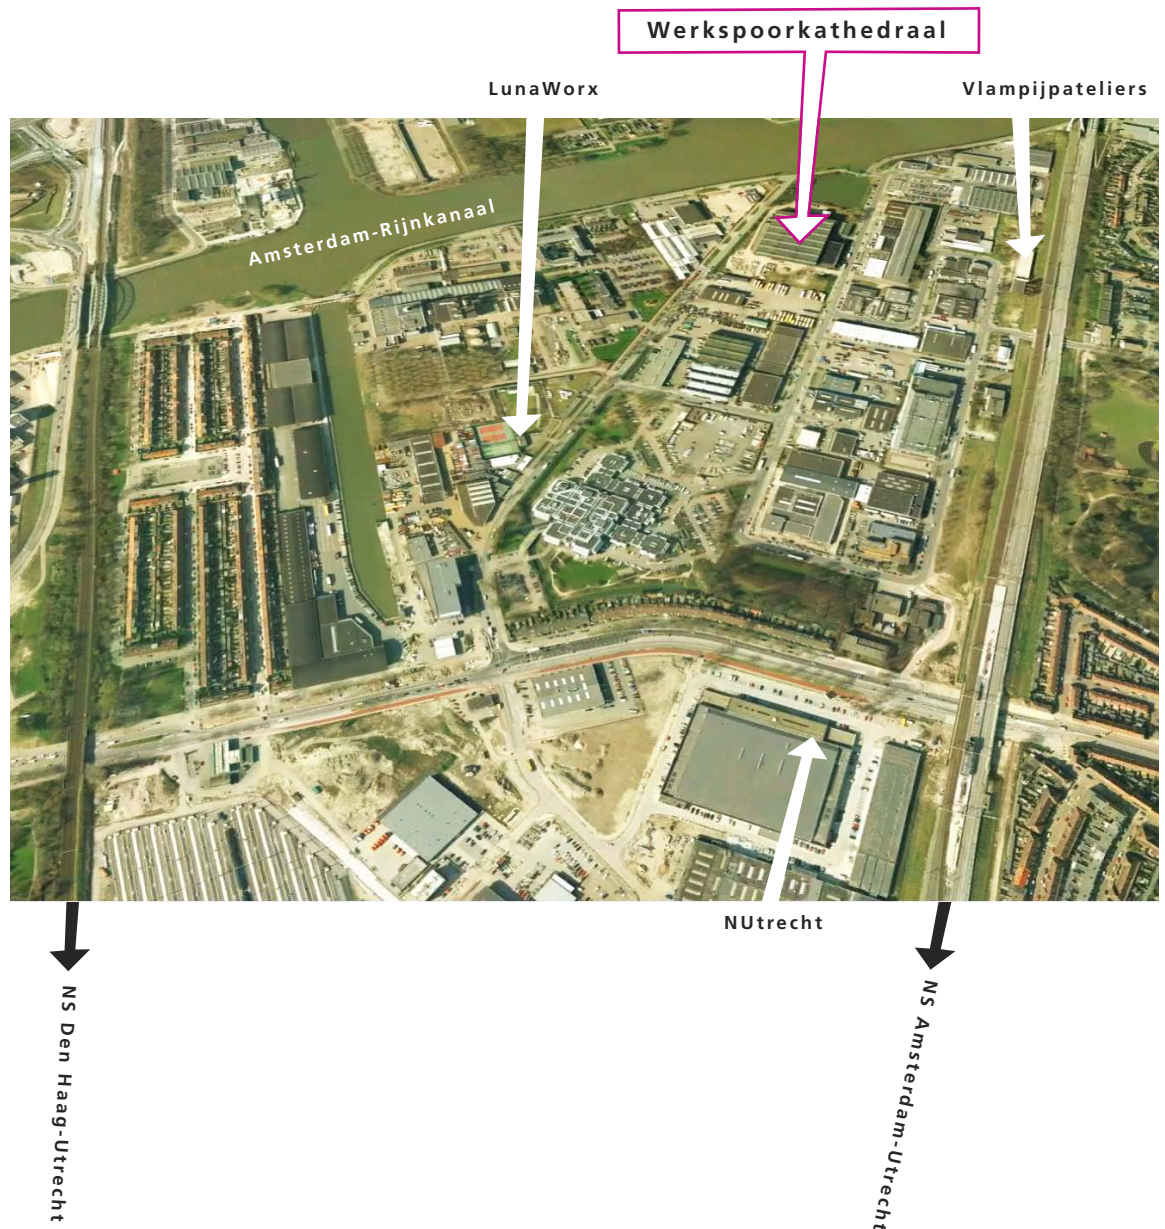 Werkspoorkathedraal
LunaWorx
Vlampijpateliers
Amsterdam-Rijnkanaal
NUtrecht
NS Den Haag-Utrecht
NS Amsterdam-Utrecht